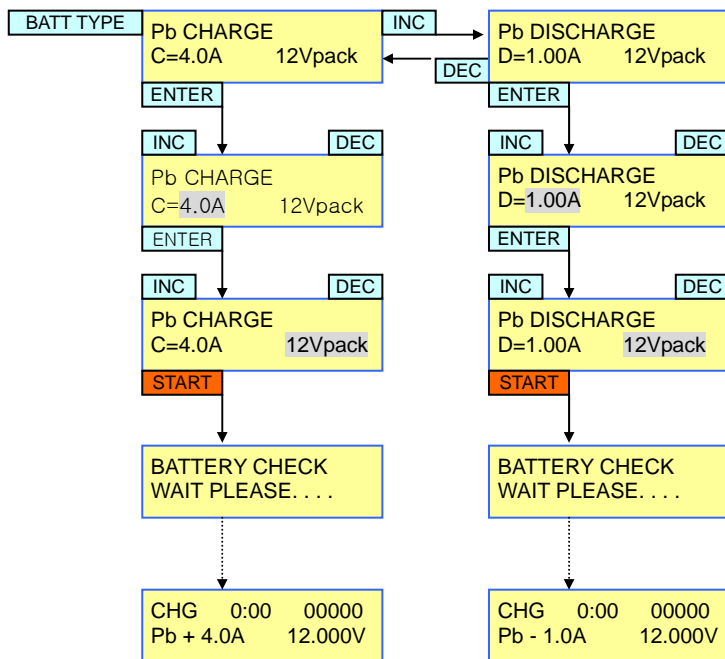 BATT TYPE
Pb CHARGE
C=4.0A 12Vpack
INC
DEC
Pb DISCHARGE
D=1.00A 12Vpack
ENTER
ENTER
INC DEC
Pb CHARGE
C=4.0A 12Vpack
ENTER
INC DEC
Pb DISCHARGE
D=1.00A 12Vpack
ENTER
INC DEC
Pb CHARGE
C=4.0A 12Vpack
START
INC DEC
Pb DISCHARGE
D=1.00A 12Vpack
START
BATTERY CHECK
WAIT PLEASE. . . .
BATTERY CHECK
WAIT PLEASE. . . .
CHG 0:00 00000
Pb + 4.0A 12.000V
CHG 0:00 00000
Pb - 1.0A 12.000V